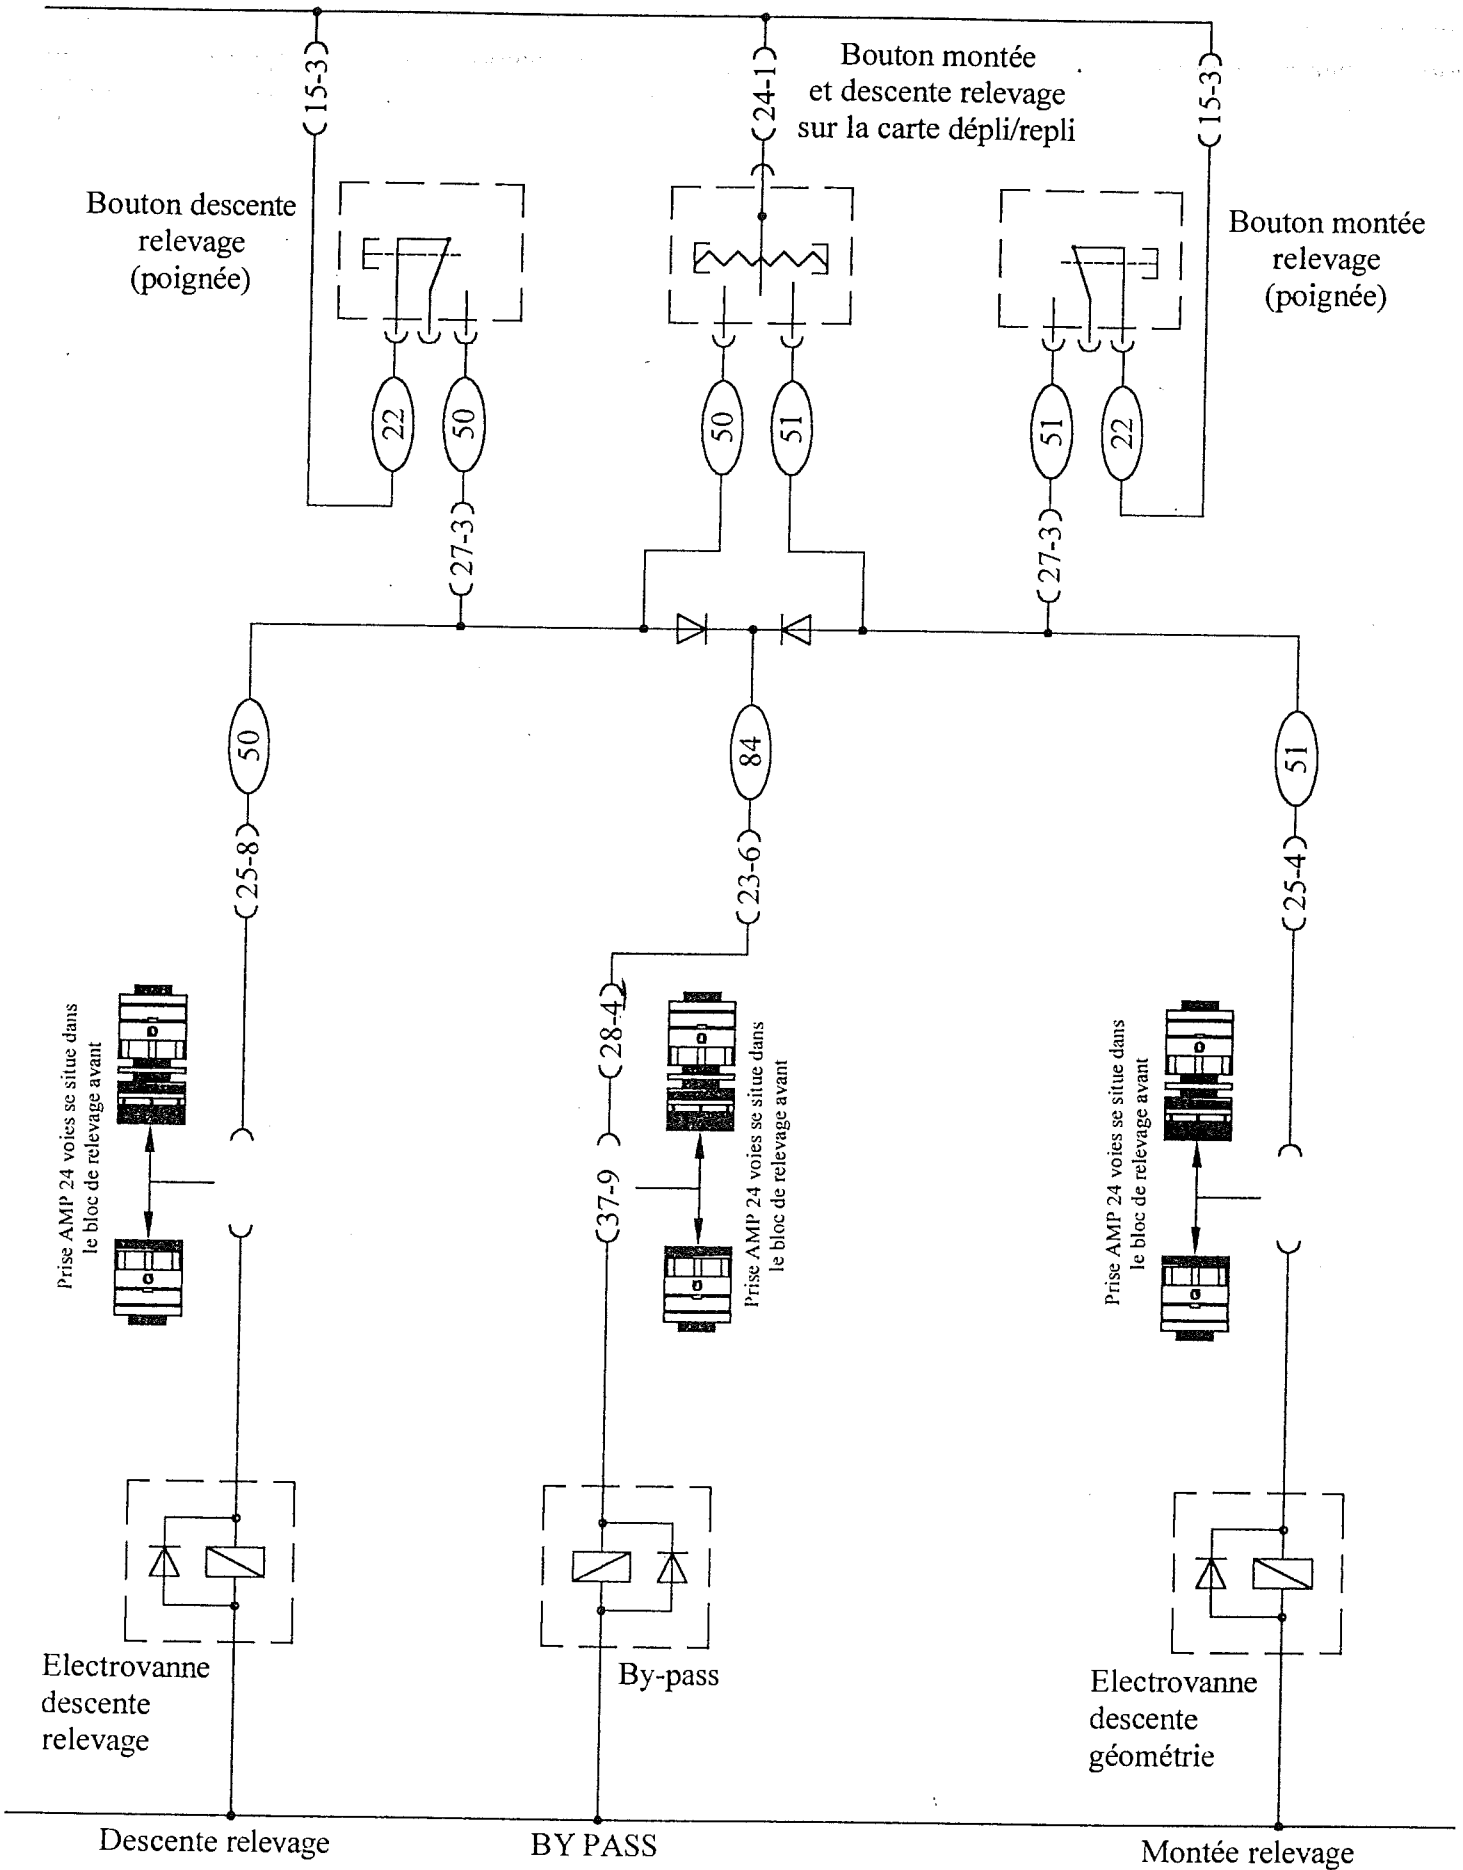 15-3
24-1
Bouton montée
et descente relevage
sur la carte dépli/repli
15-3
Bouton descente
relevage
(poignée)
Bouton montée
relevage
(poignée)
22
50
50
51
51
22
27-3
27-3
50
84
51
25-8
23-6
25-4
28-4
37-9
Prise AMP 24 voies se situe dans
le bloc de relevage avant
Prise AMP 24 voies se situe dans
le bloc de relevage avant
Prise AMP 24 voies se situe dans
le bloc de relevage avant
Electrovanne
descente
relevage
By-pass
Electrovanne
descente
géométrie
Descente relevage
BY PASS
Montée relevage